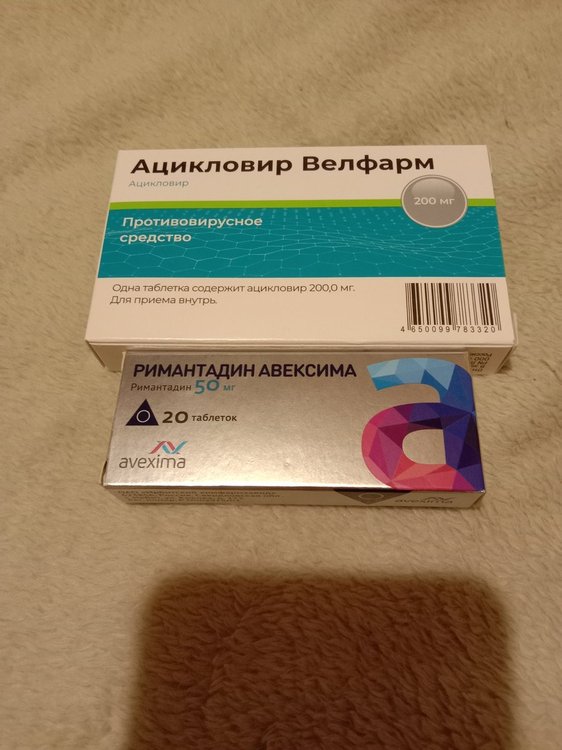 Ацикловир Велфарм
Ацикловир
200 мг
Противовирусное
средство
Одна таблетка содержит ацикловир 200,0 мг.
Для приема внутрь.
4 650099 783320
РИМАНТАДИН АВЕКСИМА
Римантадин 50 мг
20 таблеток
avexima
avexima